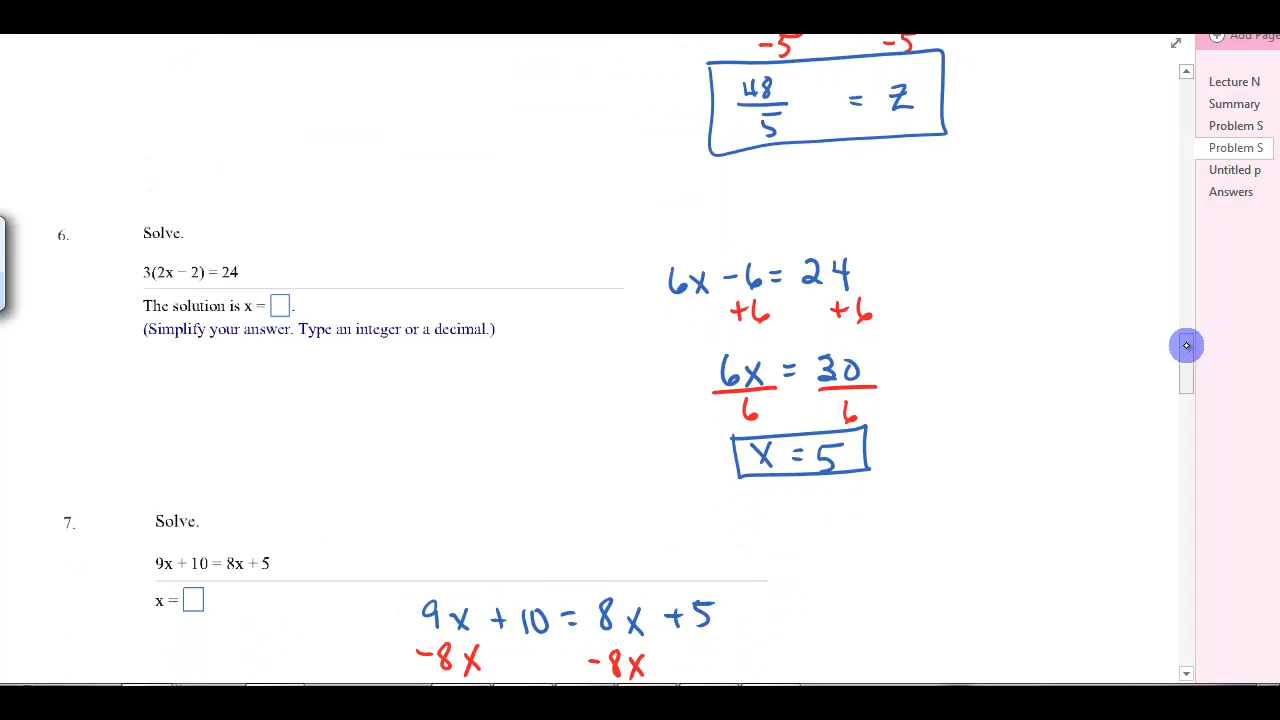 -5 -5
48/5 = z
6. Solve.
3(2x − 2) = 24
The solution is x = .
(Simplify your answer. Type an integer or a decimal.)
6x - 6 = 24
+6 +6
6x = 30
6 6
x = 5
7. Solve.
9x + 10 = 8x + 5
x =
9x + 10 = 8x + 5
-8x -8x
Add Page
Lecture N
Summary
Problem S
Problem S
Untitled p
Answers